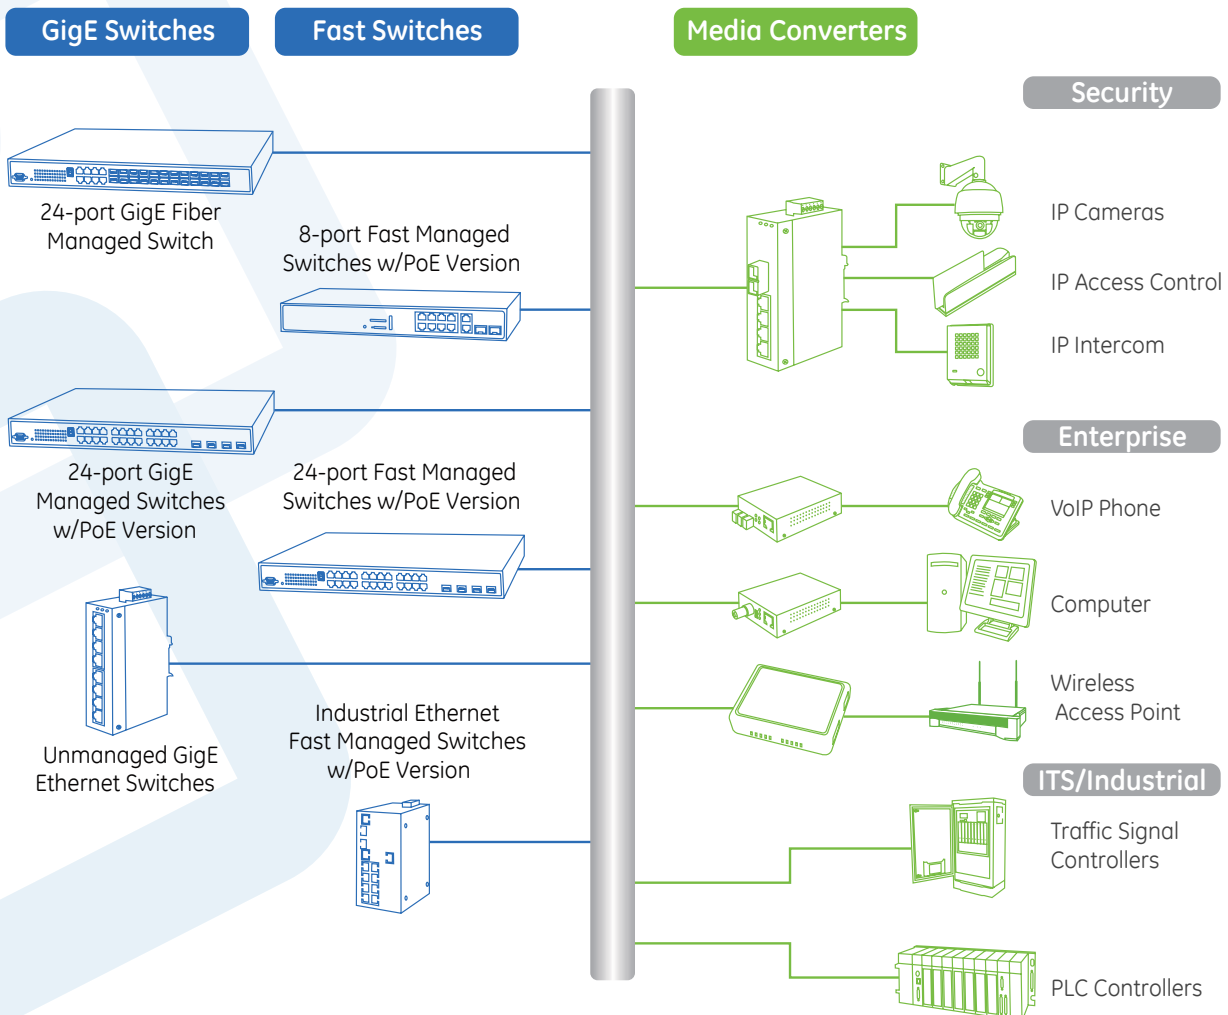 GigE Switches
Fast Switches
Media Converters
24-port GigE Fiber
Managed Switch
8-port Fast Managed
Switches w/PoE Version
24-port GigE
Managed Switches
w/PoE Version
24-port Fast Managed
Switches w/PoE Version
Unmanaged GigE
Ethernet Switches
Industrial Ethernet
Fast Managed Switches
w/PoE Version
Security
IP Cameras
IP Access Control
IP Intercom
Enterprise
VoIP Phone
Computer
Wireless
Access Point
ITS/Industrial
Traffic Signal
Controllers
PLC Controllers